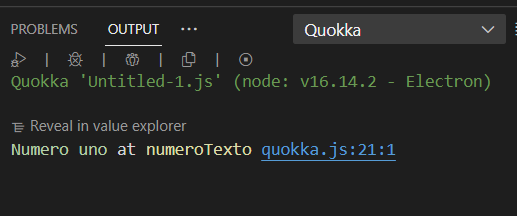 PROBLEMS OUTPUT Quokka
| | | |
Quokka 'Untitled-1.js' (node: v16.14.2 - Electron)
Reveal in value explorer
Numero uno at numeroTexto quokka.js:21:1